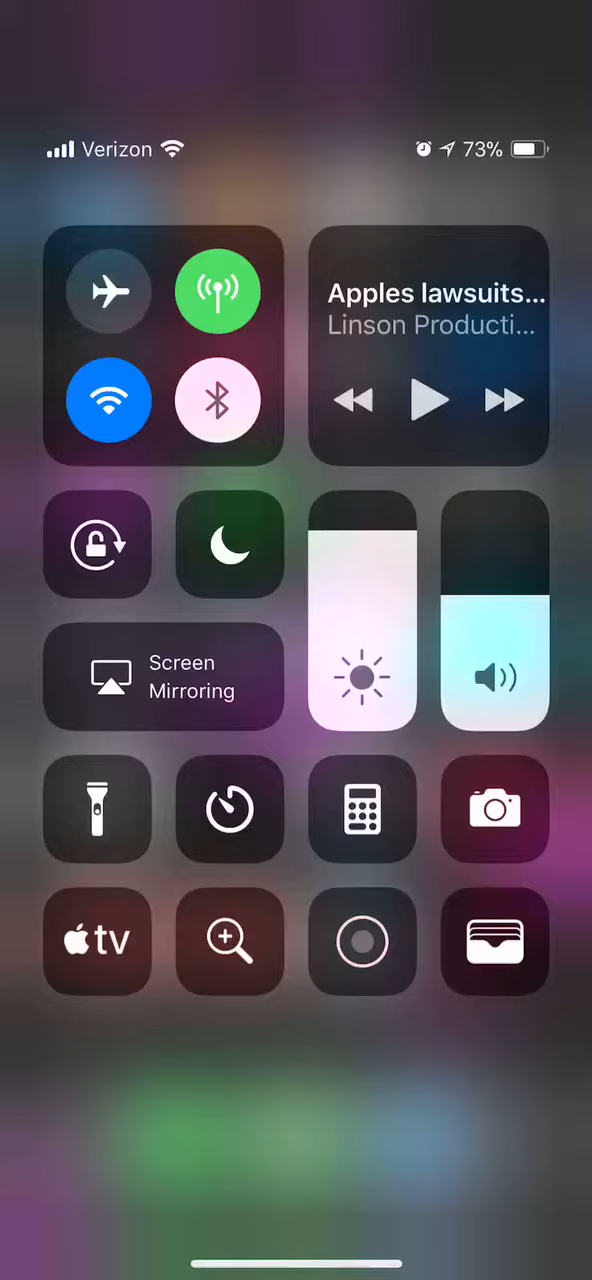 Verizon
73%
Apples lawsuits...
Linson Producti...
Screen
Mirroring
tv